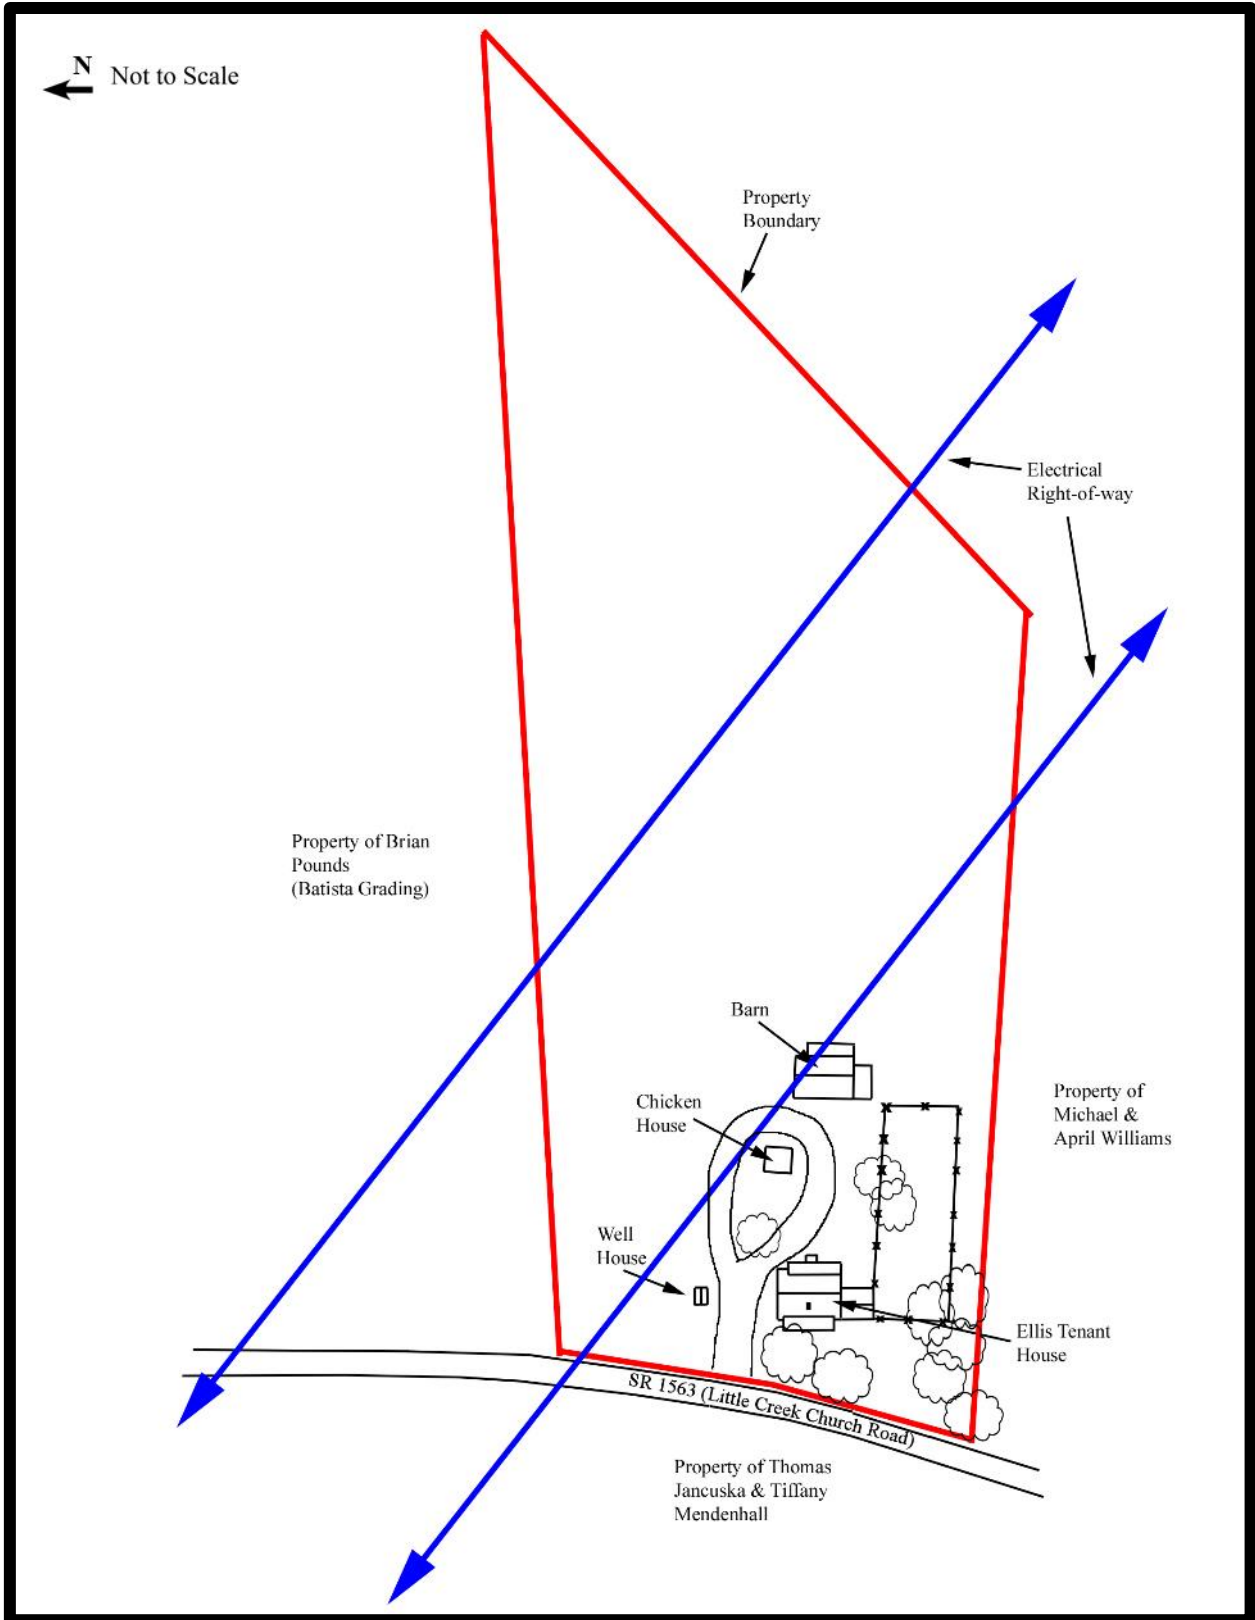 N
Not to Scale
Property
Boundary
Electrical
Right-of-way
Property of Brian
Pounds
(Batista Grading)
Barn
Chicken
House
Property of
Michael &
April Williams
Well
House
Ellis Tenant
House
SR 1563 (Little Creek Church Road)
Property of Thomas
Jancuska & Tiffany
Mendenhall